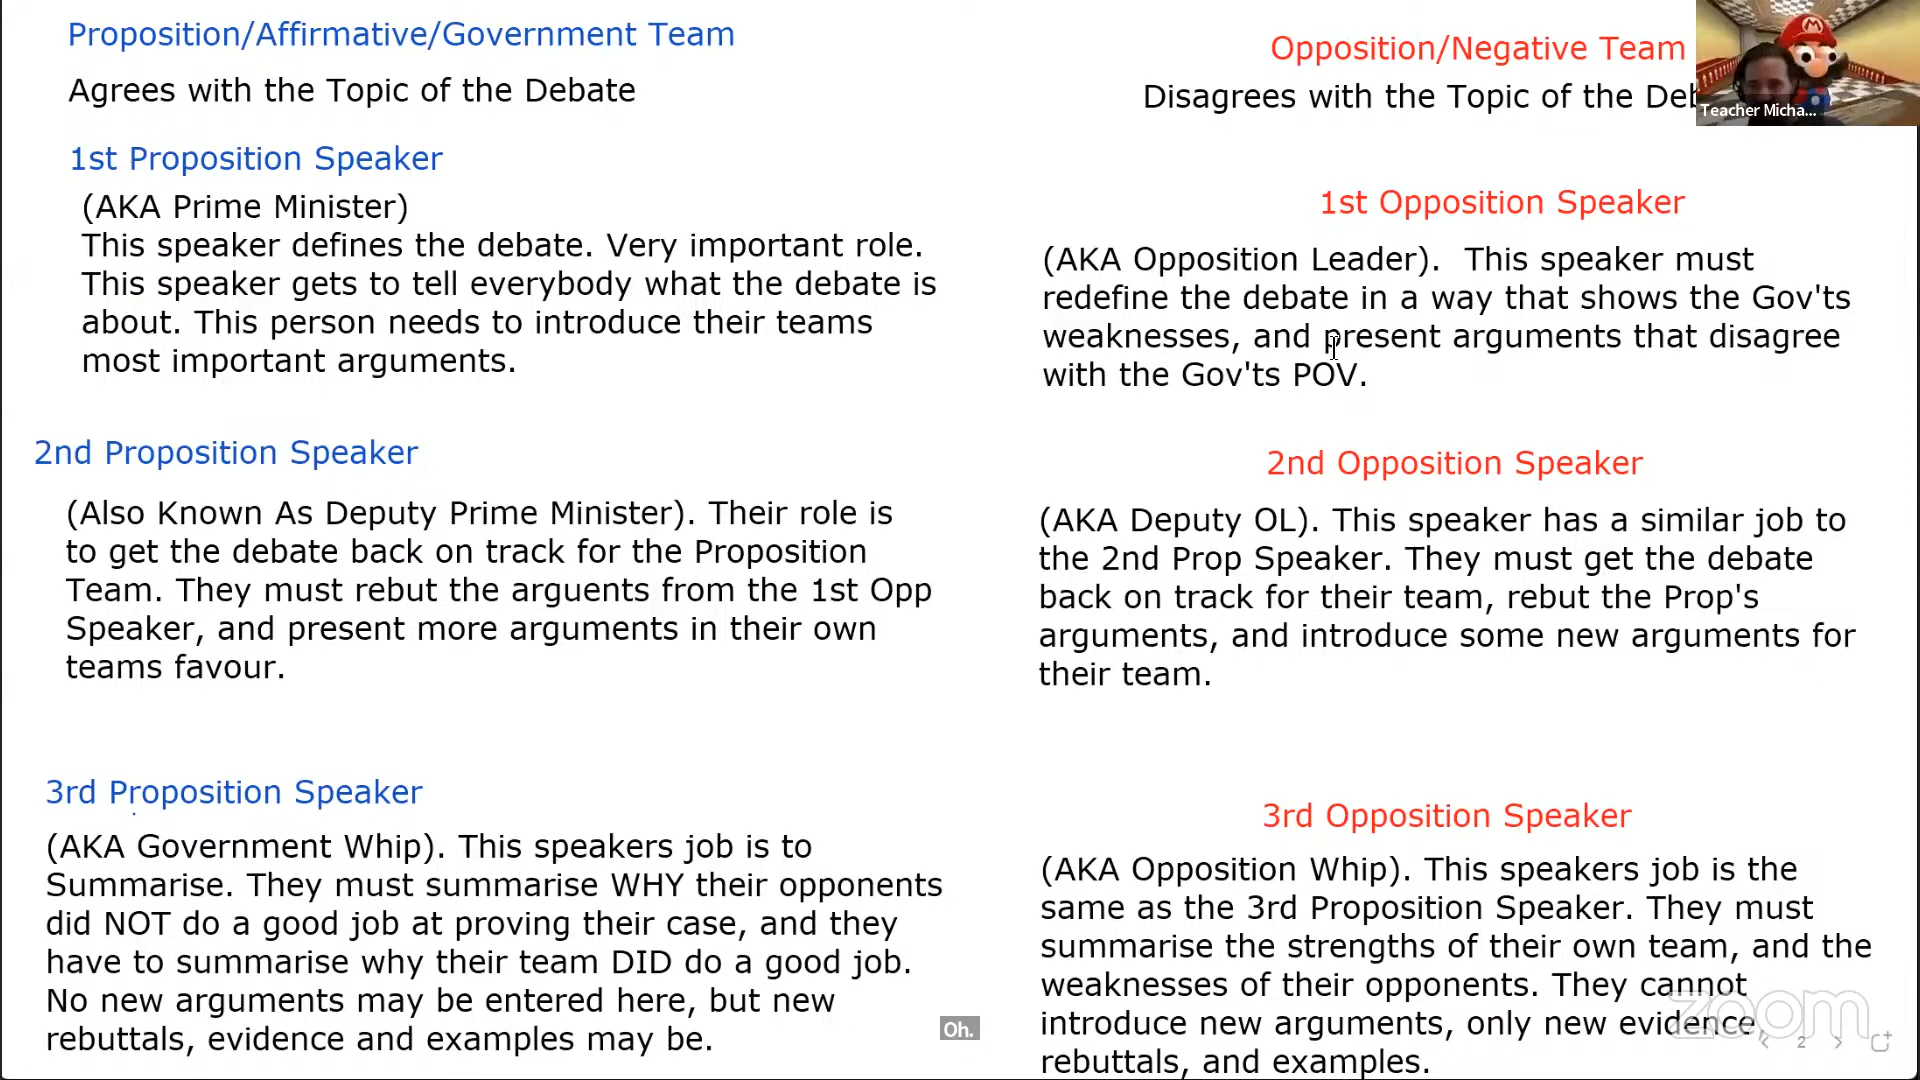 Proposition/Affirmative/Government Team
Agrees with the Topic of the Debate
1st Proposition Speaker
(AKA Prime Minister)
This speaker defines the debate. Very important role.
This speaker gets to tell everybody what the debate is
about. This person needs to introduce their teams
most important arguments.
2nd Proposition Speaker
(Also Known As Deputy Prime Minister). Their role is
to get the debate back on track for the Proposition
Team. They must rebut the arguents from the 1st Opp
Speaker, and present more arguments in their own
teams favour.
3rd Proposition Speaker
(AKA Government Whip). This speakers job is to
Summarise. They must summarise WHY their opponents
did NOT do a good job at proving their case, and they
have to summarise why their team DID do a good job.
No new arguments may be entered here, but new
rebuttals, evidence and examples may be.
Opposition/Negative Team
Disagrees with the Topic of the Deb
Teacher Micha...
1st Opposition Speaker
(AKA Opposition Leader).  This speaker must
redefine the debate in a way that shows the Gov'ts
weaknesses, and present arguments that disagree
with the Gov'ts POV.
2nd Opposition Speaker
(AKA Deputy OL). This speaker has a similar job to
the 2nd Prop Speaker. They must get the debate
back on track for their team, rebut the Prop's
arguments, and introduce some new arguments for
their team.
3rd Opposition Speaker
(AKA Opposition Whip). This speakers job is the
same as the 3rd Proposition Speaker. They must
summarise the strengths of their own team, and the
weaknesses of their opponents. They cannot
introduce new arguments, only new evidence,
rebuttals, and examples.
Oh.
zoom
2